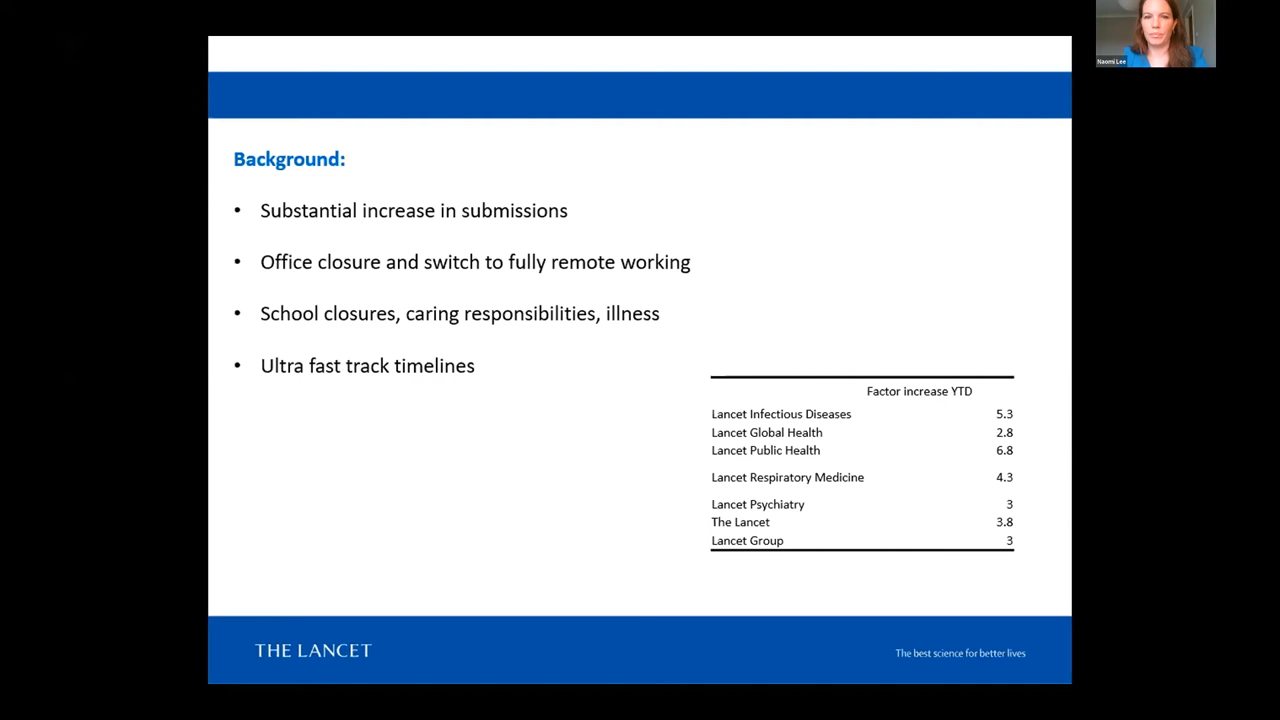 Naomi Lee
Background:
• Substantial increase in submissions
• Office closure and switch to fully remote working
• School closures, caring responsibilities, illness
• Ultra fast track timelines
Factor increase YTD
Lancet Infectious Diseases 5.3
Lancet Global Health 2.8
Lancet Public Health 6.8
Lancet Respiratory Medicine 4.3
Lancet Psychiatry 3
The Lancet 3.8
Lancet Group 3
THE LANCET
The best science for better lives